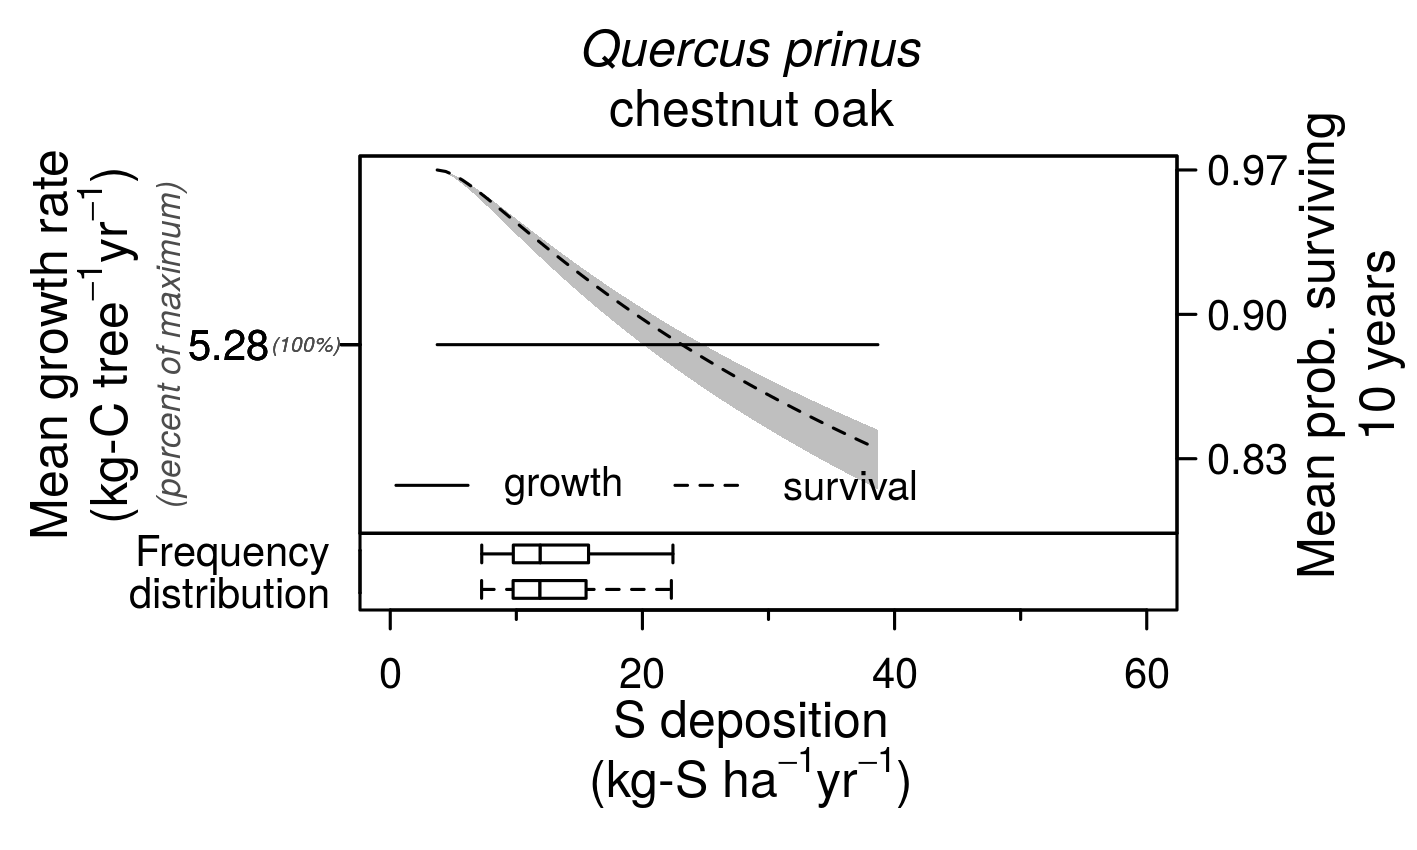 Quercus prinus
chestnut oak
Mean growth rate
(kg-C tree⁻¹yr⁻¹)
(percent of maximum)
5.28 (100%)
0.97
0.90
0.83
Mean prob. surviving
10 years
growth
survival
Frequency
distribution
0 20 40 60
S deposition
(kg-S ha⁻¹yr⁻¹)